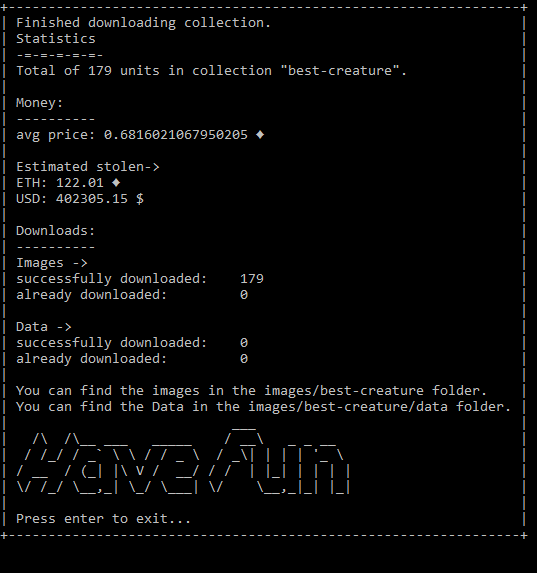 Finished downloading collection.
Statistics
-=-=-=-=-=-
Total of 179 units in collection "best-creature".
Money:
----------
avg price: 0.6816021067950205 ♦
Estimated stolen->
ETH: 122.01 ♦
USD: 402305.15 $
Downloads:
----------
Images ->
successfully downloaded:    179
already downloaded:         0
Data ->
successfully downloaded:    0
already downloaded:         0
You can find the images in the images/best-creature folder.
You can find the Data in the images/best-creature/data folder.
Have Fun
Press enter to exit...